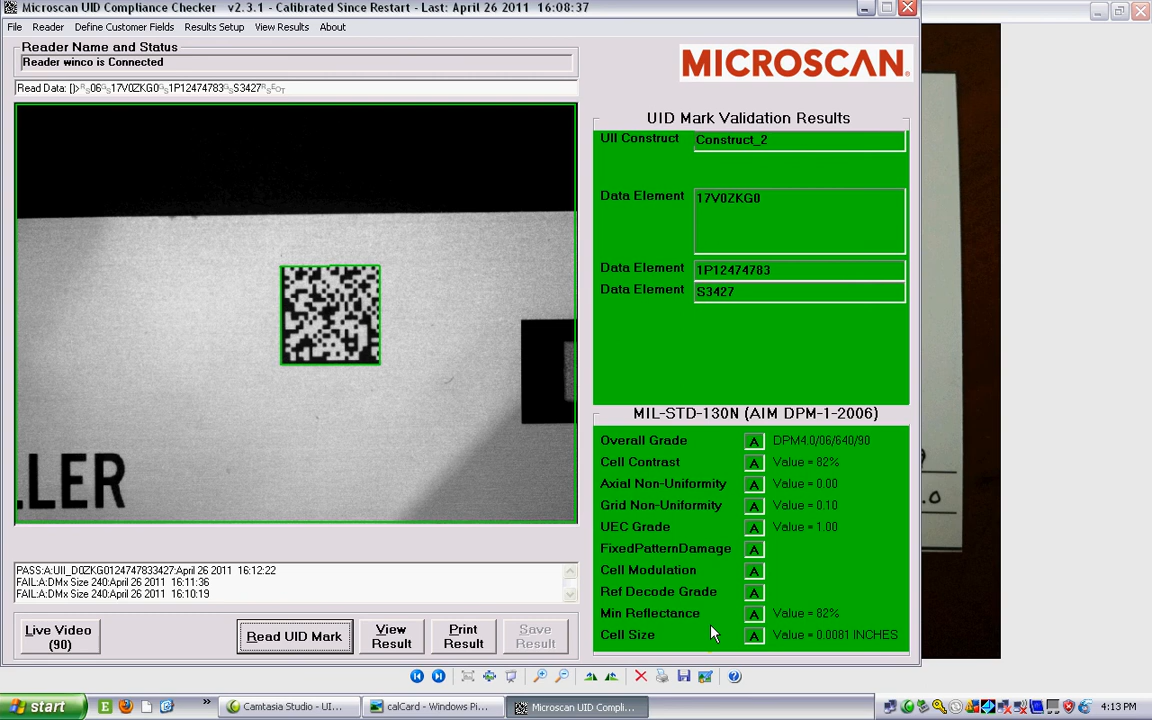 Microscan UID Compliance Checker v2.3.1 - Calibrated Since Restart - Last: April 26 2011 16:08:37
File Reader Define Customer Fields Results Setup View Results About
Reader Name and Status
Reader winco is Connected
MICROSCAN.
Read Data: [)>RS06GS17V0ZKG0GS1P12474783GSS3427RSEOT
UID Mark Validation Results
UII Construct Construct_2
Data Element 17V0ZKG0
Data Element 1P12474783
Data Element S3427
MIL-STD-130N (AIM DPM-1-2006)
Overall Grade A DPM4.0/06/640/90
Cell Contrast A Value = 82%
Axial Non-Uniformity A Value = 0.00
Grid Non-Uniformity A Value = 0.10
UEC Grade A Value = 1.00
FixedPatternDamage A
Cell Modulation A
Ref Decode Grade A
Min Reflectance A Value = 82%
Cell Size A Value = 0.0081 INCHES
.LER
.0
PASS:A:UII_D0ZKG0124747833427:April 26 2011 16:12:22
FAIL:A:DMx Size 240:April 26 2011 16:11:36
FAIL:A:DMx Size 240:April 26 2011 16:10:19
Live Video
(90)
Read UID Mark
View
Result
Print
Result
Save
Result
start
E
Camtasia Studio - UI...
calCard - Windows Pi...
Microscan UID Compli...
4:13 PM